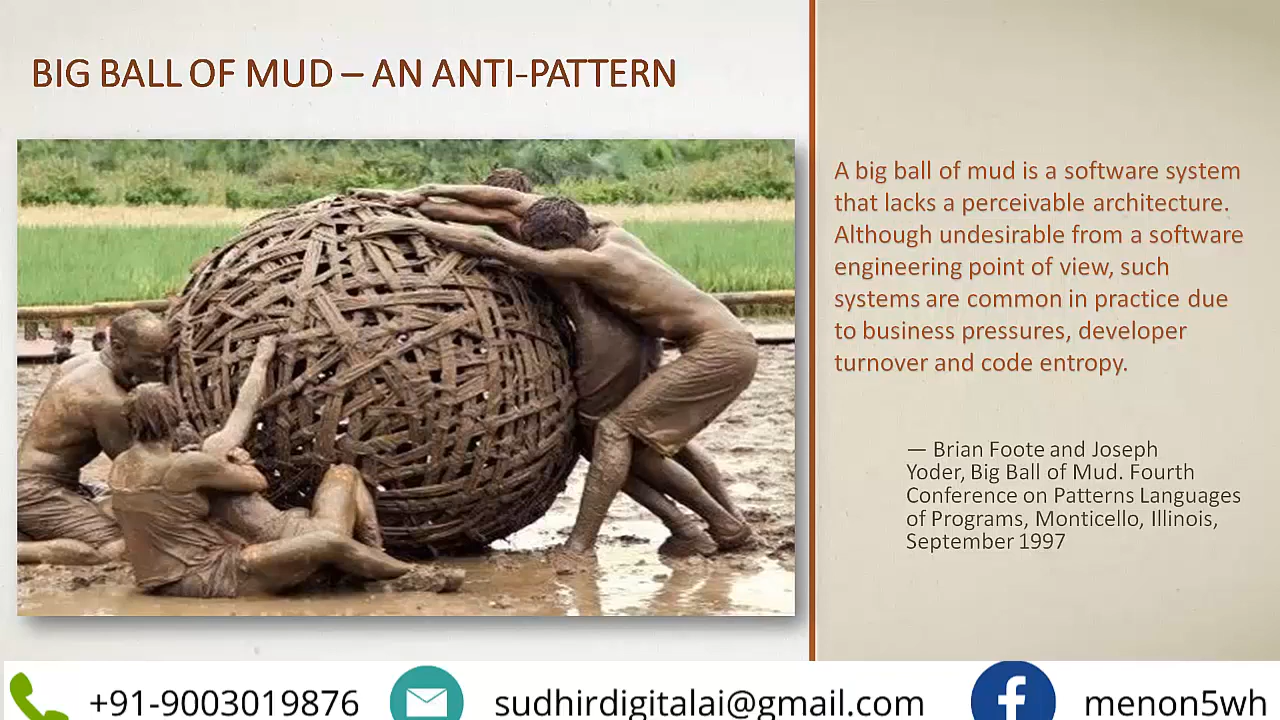 BIG BALL OF MUD – AN ANTI-PATTERN
A big ball of mud is a software system
that lacks a perceivable architecture.
Although undesirable from a software
engineering point of view, such
systems are common in practice due
to business pressures, developer
turnover and code entropy.
— Brian Foote and Joseph
Yoder, Big Ball of Mud. Fourth
Conference on Patterns Languages
of Programs, Monticello, Illinois,
September 1997
+91-9003019876
sudhirdigitalai@gmail.com
menon5wh